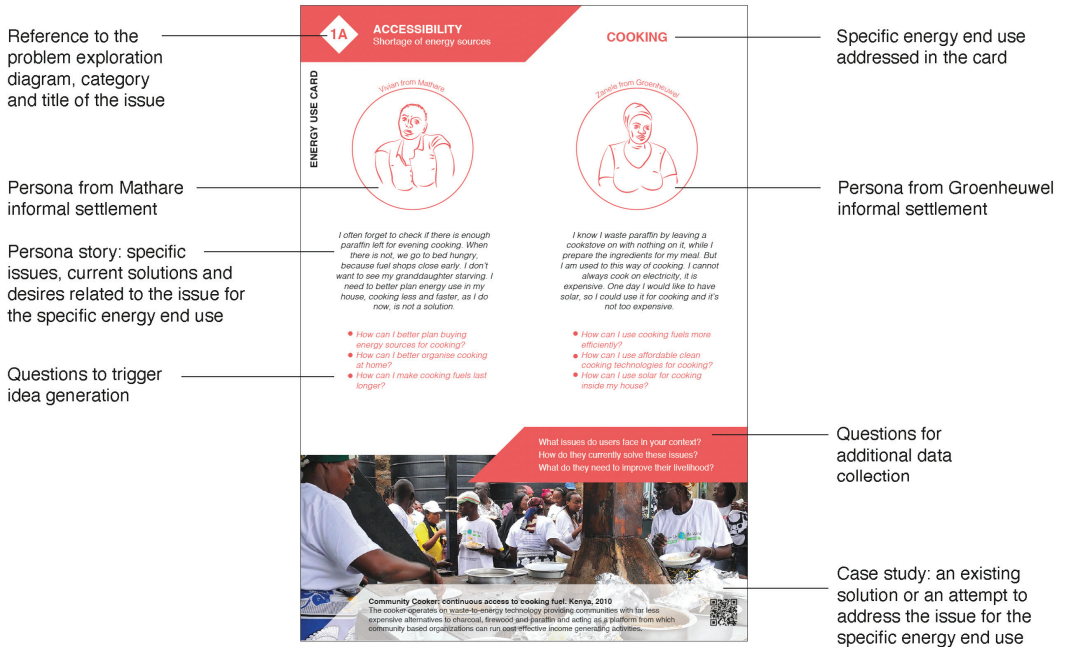 Reference to the
problem exploration
diagram, category
and title of the issue
Persona from Mathare
informal settlement
Persona story: specific
issues, current solutions and
desires related to the issue for
the specific energy end use
Questions to trigger
idea generation
1A
ACCESSIBILITY
Shortage of energy sources
COOKING
ENERGY USE CARD
Vivian from Mathare
I often forget to check if there is enough
paraffin left for evening cooking. When
there is not, we go to bed hungry,
because fuel shops close early. I don't
want to see my granddaughter starving. I
need to better plan energy use in my
house, cooking less and faster, as I do
now, is not a solution.
How can I better plan buying
energy sources for cooking?
How can I better organise cooking
at home?
How can I make cooking fuels last
longer?
Zanele from Groenheuwel
I know I waste paraffin by leaving a
cookstove on with nothing on it, while I
prepare the ingredients for my meal. But
I am used to this way of cooking. I cannot
always cook on electricity, it is
expensive. One day I would like to have
solar, so I could use it for cooking and it's
not too expensive.
How can I use cooking fuels more
efficiently?
How can I use affordable clean
cooking technologies for cooking?
How can I use solar for cooking
inside my house?
What issues do users face in your context?
How do they currently solve these issues?
What do they need to improve their livelihood?
Community Cooker: continuous access to cooking fuel. Kenya, 2010
The cooker operates on waste-to-energy technology providing communities with far less
expensive alternatives to charcoal, firewood and paraffin and acting as a platform from which
community based organizations can run cost effective income generating activities.
Specific energy end use
addressed in the card
Persona from Groenheuwel
informal settlement
Questions for
additional data
collection
Case study: an existing
solution or an attempt to
address the issue for the
specific energy end use